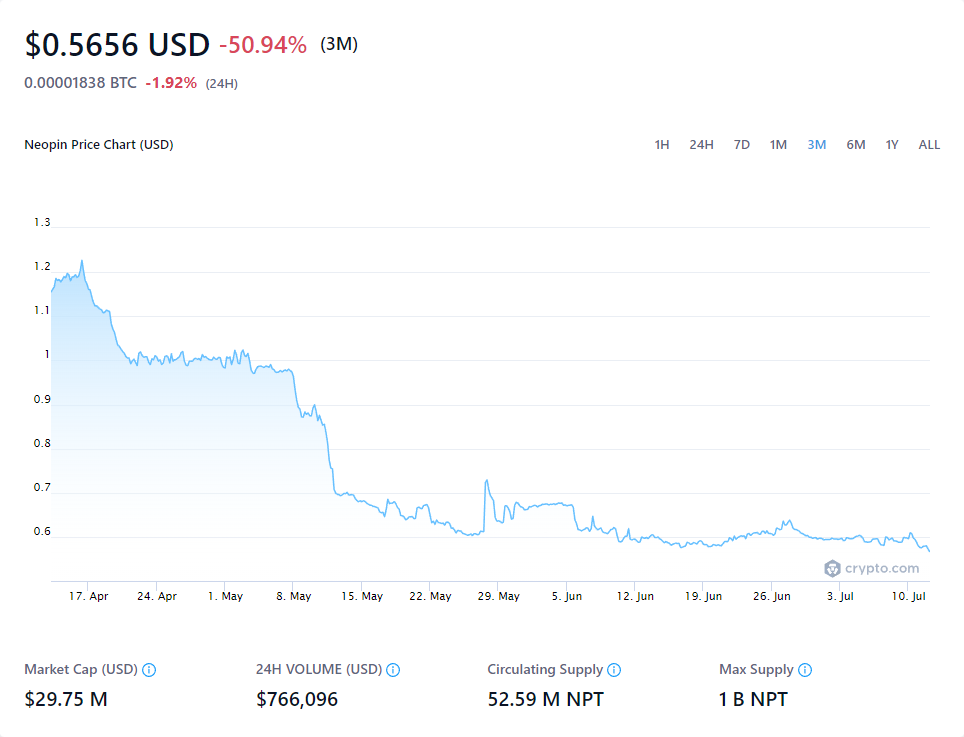 $0.5656 USD -50.94% (3M)
0.00001838 BTC -1.92% (24H)
Neopin Price Chart (USD)
1H 24H 7D 1M 3M 6M 1Y ALL
1.3
1.2
1.1
1
0.9
0.8
0.7
0.6
crypto.com
17. Apr 24. Apr 1. May 8. May 15. May 22. May 29. May 5. Jun 12. Jun 19. Jun 26. Jun 3. Jul 10. Jul
Market Cap (USD) 24H VOLUME (USD) Circulating Supply Max Supply
$29.75 M $766,096 52.59 M NPT 1 B NPT